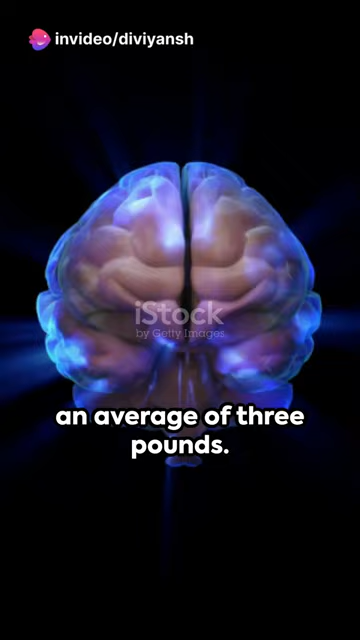 invideo/diviyansh
iStock
by Getty Images
an average of three
pounds.